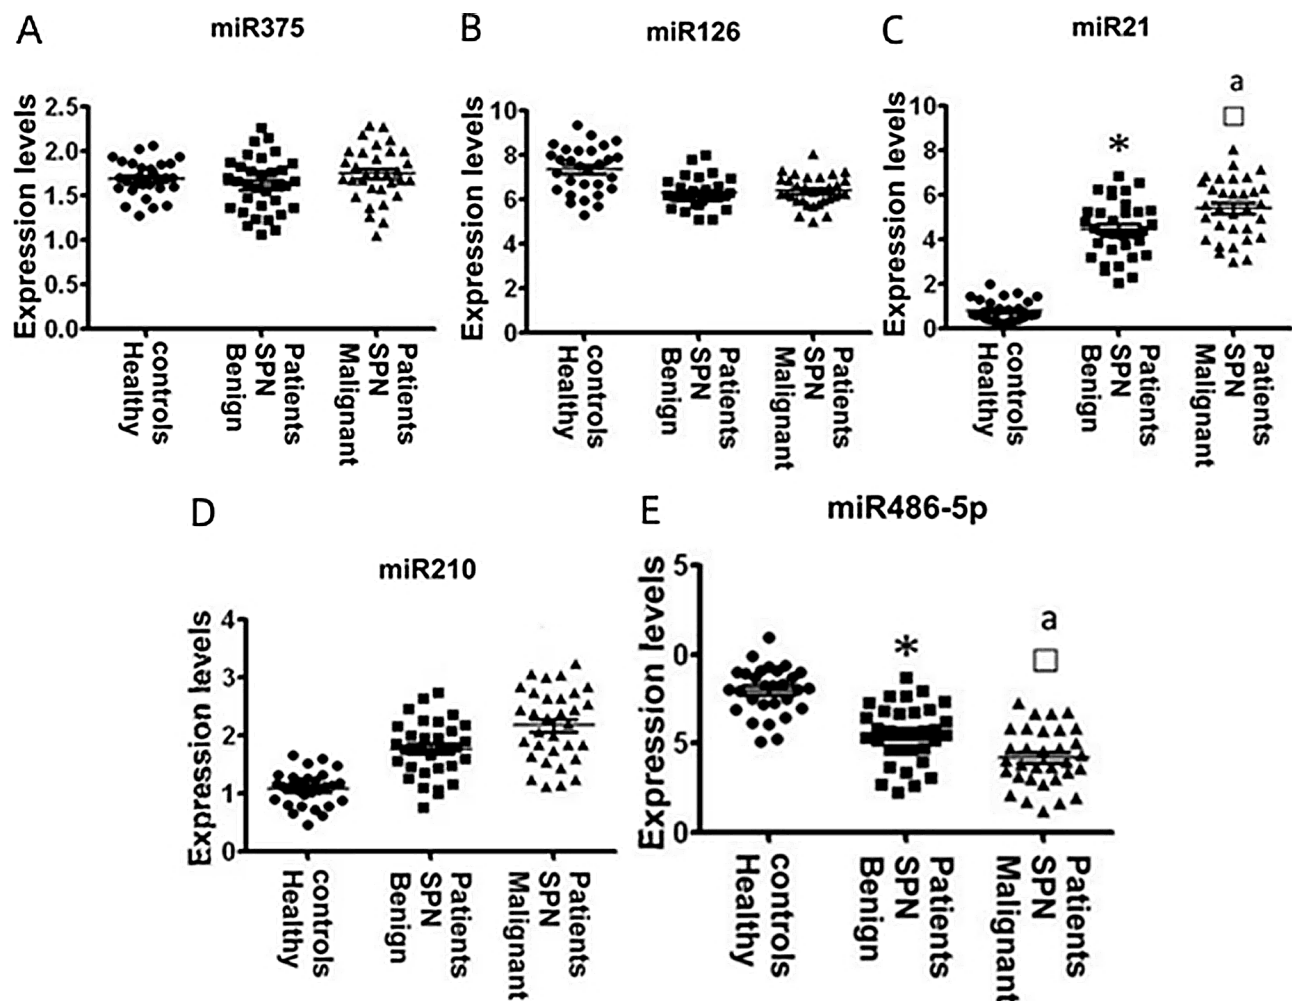 A
miR375
Expression levels
2.5
2.0
1.5
1.0
0.5
0.0
Healthy
controls
Benign
SPN
Patients
Malignant
SPN
Patients
B
miR126
Expression levels
10
8
6
4
2
0
Healthy
controls
Benign
SPN
Patients
Malignant
SPN
Patients
C
miR21
Expression levels
10
8
6
4
2
0
*
a
□
Healthy
controls
Benign
SPN
Patients
Malignant
SPN
Patients
D
miR210
Expression levels
4
3
2
1
0
Healthy
controls
Benign
SPN
Patients
Malignant
SPN
Patients
E
miR486-5p
Expression levels
5
0
5
0
*
a
□
Healthy
controls
Benign
SPN
Patients
Malignant
SPN
Patients